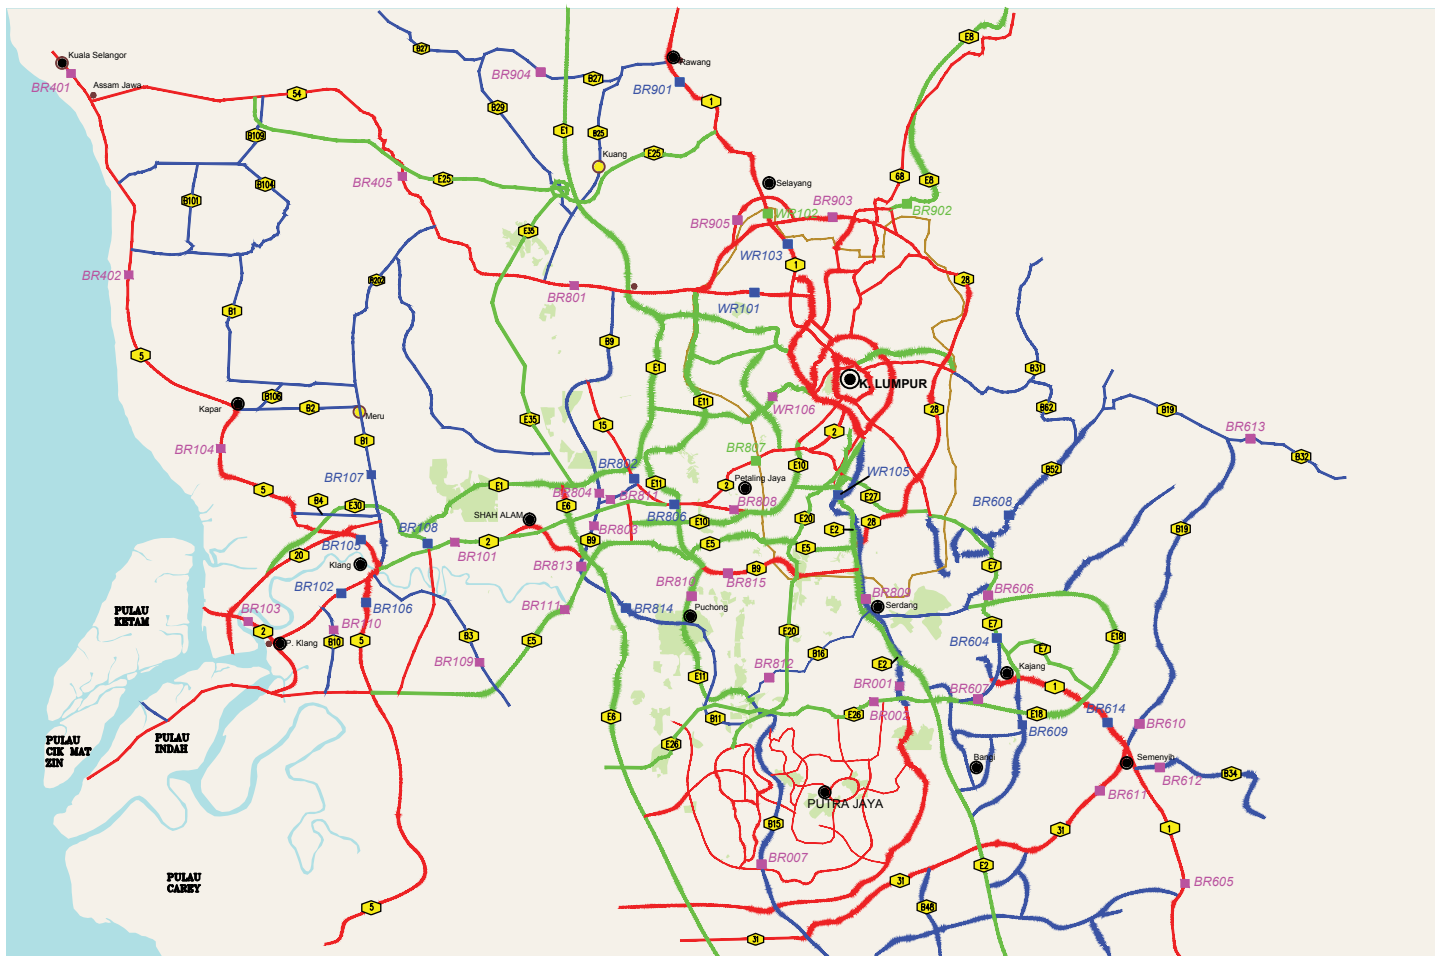 E8
B27
Kuala Selangor
Rawang
BR904
B27
BR401
Assam Jawa
BR901
54
1
B29
E1
B25
B109
Kuang
E25
BR405
E25
68
E8
Selayang
B104
B101
BR903
WR102
BR902
BR905
E35
WR103
1
BR402
B202
28
BR801
WR101
B1
B9
5
E1
B31
B106
E35
E11
K. LUMPUR
WR106
28
B62
B19
Kapar
B2
Meru
15
2
BR613
B1
BR104
BR807
B32
BR802
E10
WR105
B52
BR107
E1
E11
2
Petaling Jaya
5
BR804
BR811
E27
B4
E30
E6
BR806
BR808
BR608
SHAH ALAM
E10
E20
28
BR108
BR803
E2
B19
BR105
BR101
2
B9
E5
E5
20
Klang
BR813
B9
BR815
E7
BR102
BR810
BR809
BR606
BR103
BR106
BR111
BR814
Puchong
Serdang
PULAU
KETAM
2
BR110
B3
E7
E18
P. Klang
B10
5
E5
E20
BR604
E7
B16
BR109
BR812
E2
Kajang
E11
BR001
BR607
1
BR002
E6
B11
E26
E18
BR614
BR610
PULAU
CIK MAT
ZIN
PULAU
INDAH
E26
BR609
Bangi
Semenyih
BR612
B34
PUTRA JAYA
BR611
B15
31
1
BR007
E2
PULAU
CAREY
31
BR605
5
B48
31